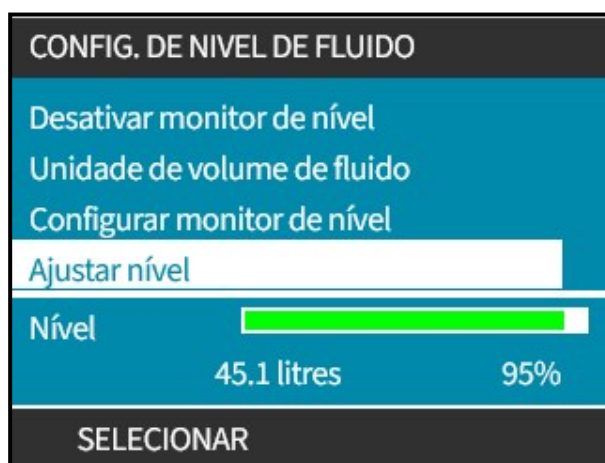 CONFIG. DE NIVEL DE FLUIDO
Desativar monitor de nível
Unidade de volume de fluido
Configurar monitor de nível
Ajustar nível
Nível
45.1 litres 95%
SELECIONAR